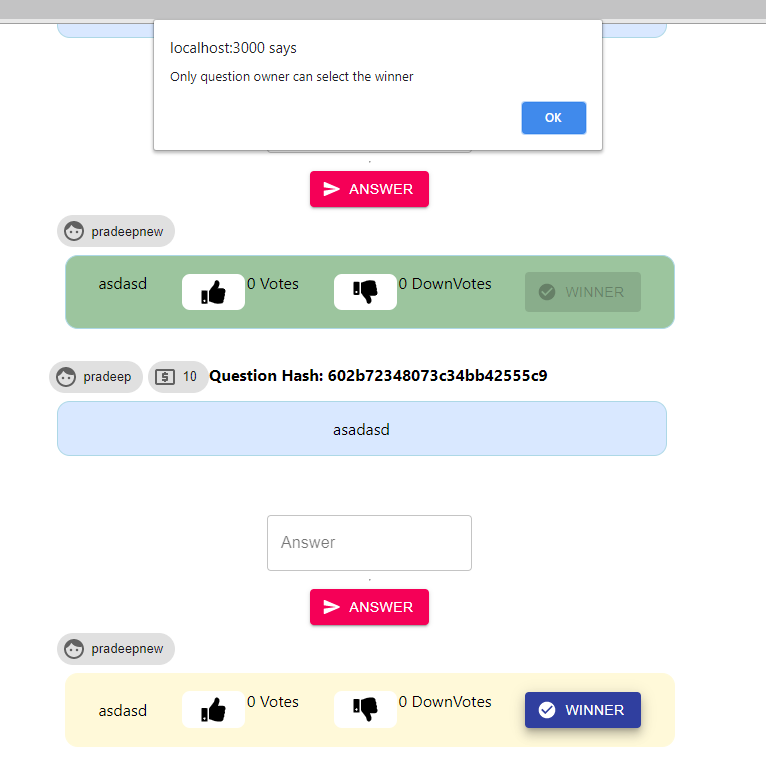 localhost:3000 says
Only question owner can select the winner
OK
ANSWER
pradeepnew
asdasd 0 Votes 0 DownVotes WINNER
pradeep 10 Question Hash: 602b72348073c34bb42555c9
asadasd
Answer
ANSWER
pradeepnew
asdasd 0 Votes 0 DownVotes WINNER